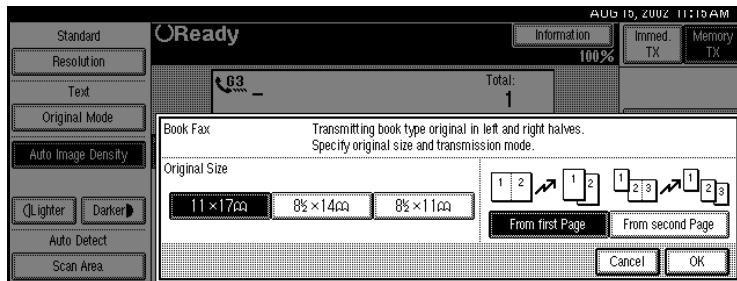 AUG 15, 2002 11:15AM
Standard
Resolution
Text
Original Mode
Auto Image Density
Lighter Darker
Auto Detect
Scan Area
Ready
Information
100%
Immed. TX
Memory TX
63 _
Total:
1
Book Fax
Transmitting book type original in left and right halves.
Specify original size and transmission mode.
Original Size
11×17
8½×14
8½×11
1 2 1 2
1 2 3 1 2 3
From first Page
From second Page
Cancel
OK